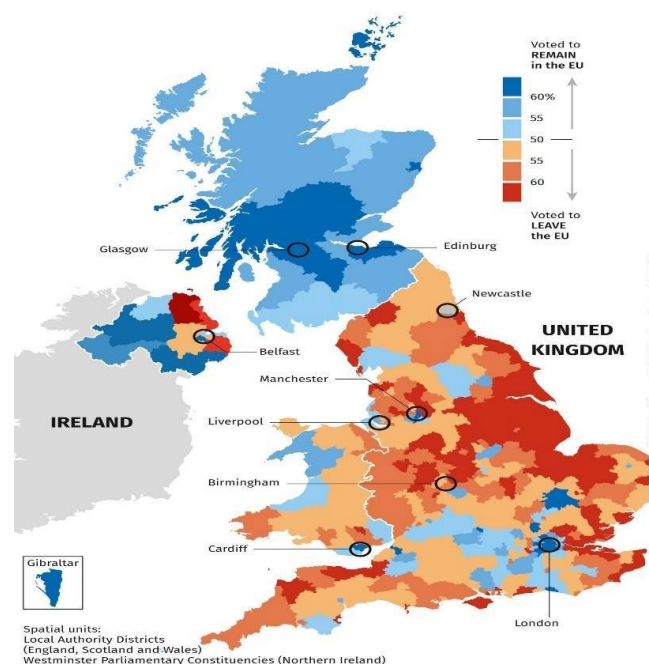 Voted to
REMAIN
in the EU
60%
55
50
55
60
Voted to
LEAVE
the EU
Glasgow
Edinburg
Newcastle
UNITED
KINGDOM
Belfast
Manchester
IRELAND
Liverpool
Birmingham
Cardiff
Gibraltar
London
Spatial units:
Local Authority Districts
(England, Scotland and Wales)
Westminster Parliamentary Constituencies (Northern Ireland)